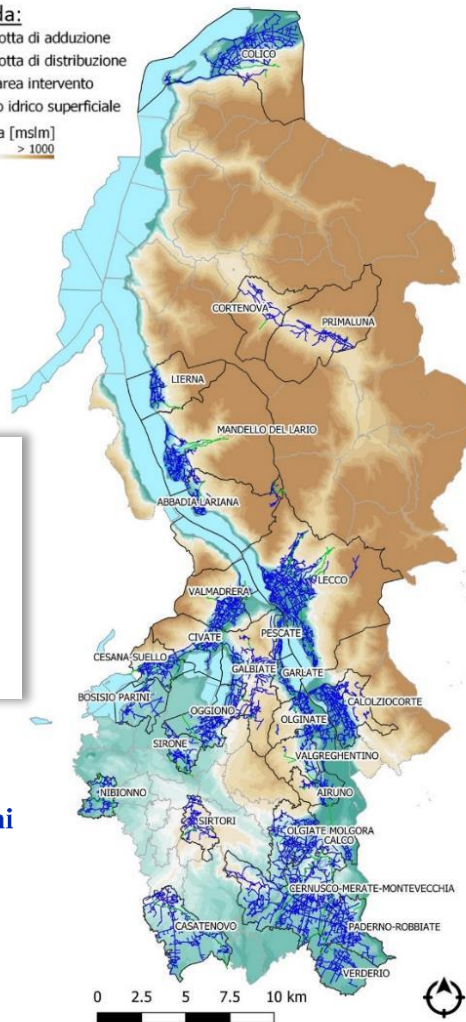 da:
otta di adduzione
otta di distribuzione
area intervento
o idrico superficiale
a [mslm]
> 1000
COLICO
CORTENOVA
PRIMALUNA
LIERNA
MANDELLO DEL LARIO
ABBADIA LARIANA
LECCO
VALMADRERA
PESCATE
CIVATE
CESANA-SUELLO
GALBIATE
GARLATE
BOSISIO PARINI
CALOLZIOCORTE
OGGIONO
OLGINATE
SIRONE
VALGREGHENTINO
AIRUNO
NIBIONNO
ni
SIRTORI
OLGIATE MOLGORA
CALCO
CERNUSCO-MERATE-MONTEVECCHIA
CASATENOVO
PADERNO-ROBBIATE
VERDERIO
0 2.5 5 7.5 10 km